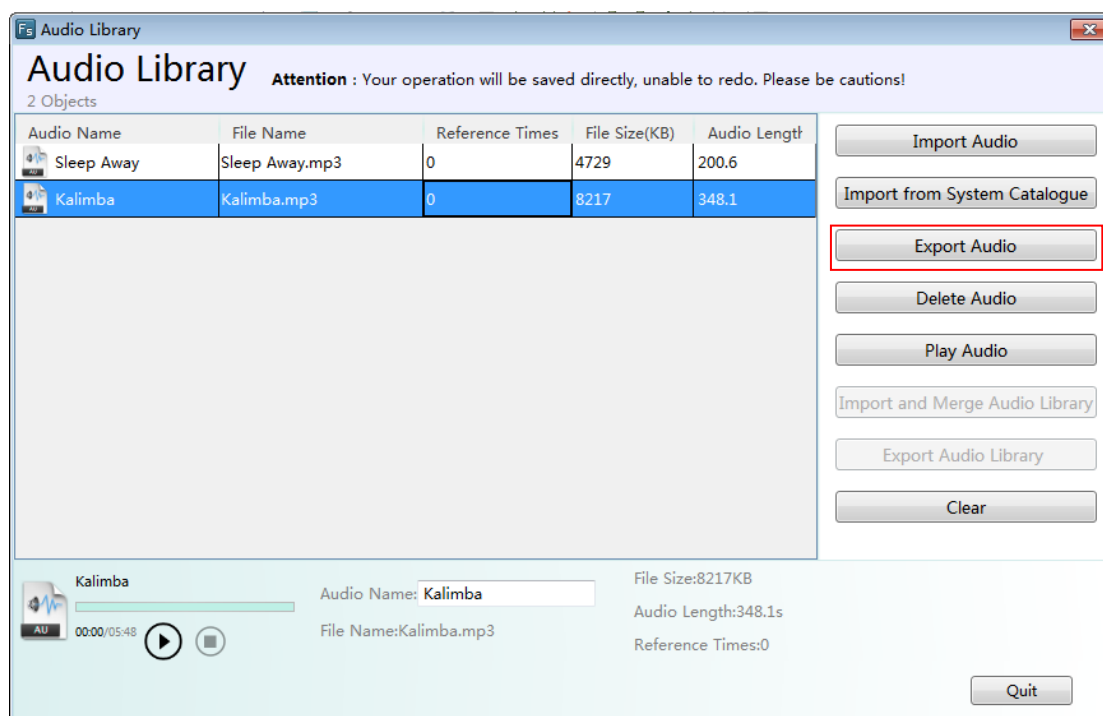 Fs Audio Library
Audio Library Attention : Your operation will be saved directly, unable to redo. Please be cautions!
2 Objects
Audio Name File Name Reference Times File Size(KB) Audio Length
AU Sleep Away Sleep Away.mp3 0 4729 200.6
AU Kalimba Kalimba.mp3 0 8217 348.1
Import Audio
Import from System Catalogue
Export Audio
Delete Audio
Play Audio
Import and Merge Audio Library
Export Audio Library
Clear
Kalimba
AU 00:00/05:48
Audio Name: Kalimba
File Name:Kalimba.mp3
File Size:8217KB
Audio Length:348.1s
Reference Times:0
Quit